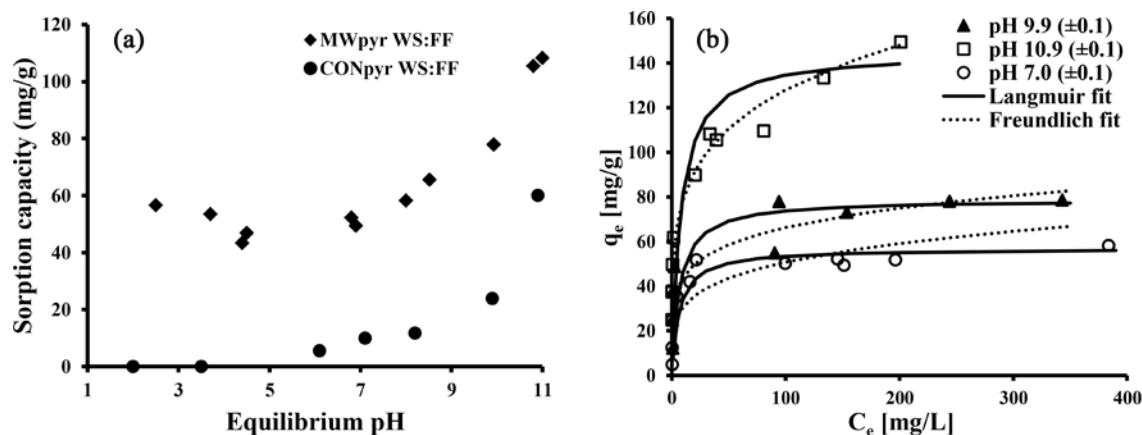 (a)
MWpyr WS:FF
CONpyr WS:FF
Sorption capacity (mg/g)
120
100
80
60
40
20
0
1 3 5 7 9 11
Equilibrium pH
(b)
pH 9.9 (±0.1)
pH 10.9 (±0.1)
pH 7.0 (±0.1)
Langmuir fit
Freundlich fit
qe [mg/g]
160
140
120
100
80
60
40
20
0
0 100 200 300 400
Ce [mg/L]